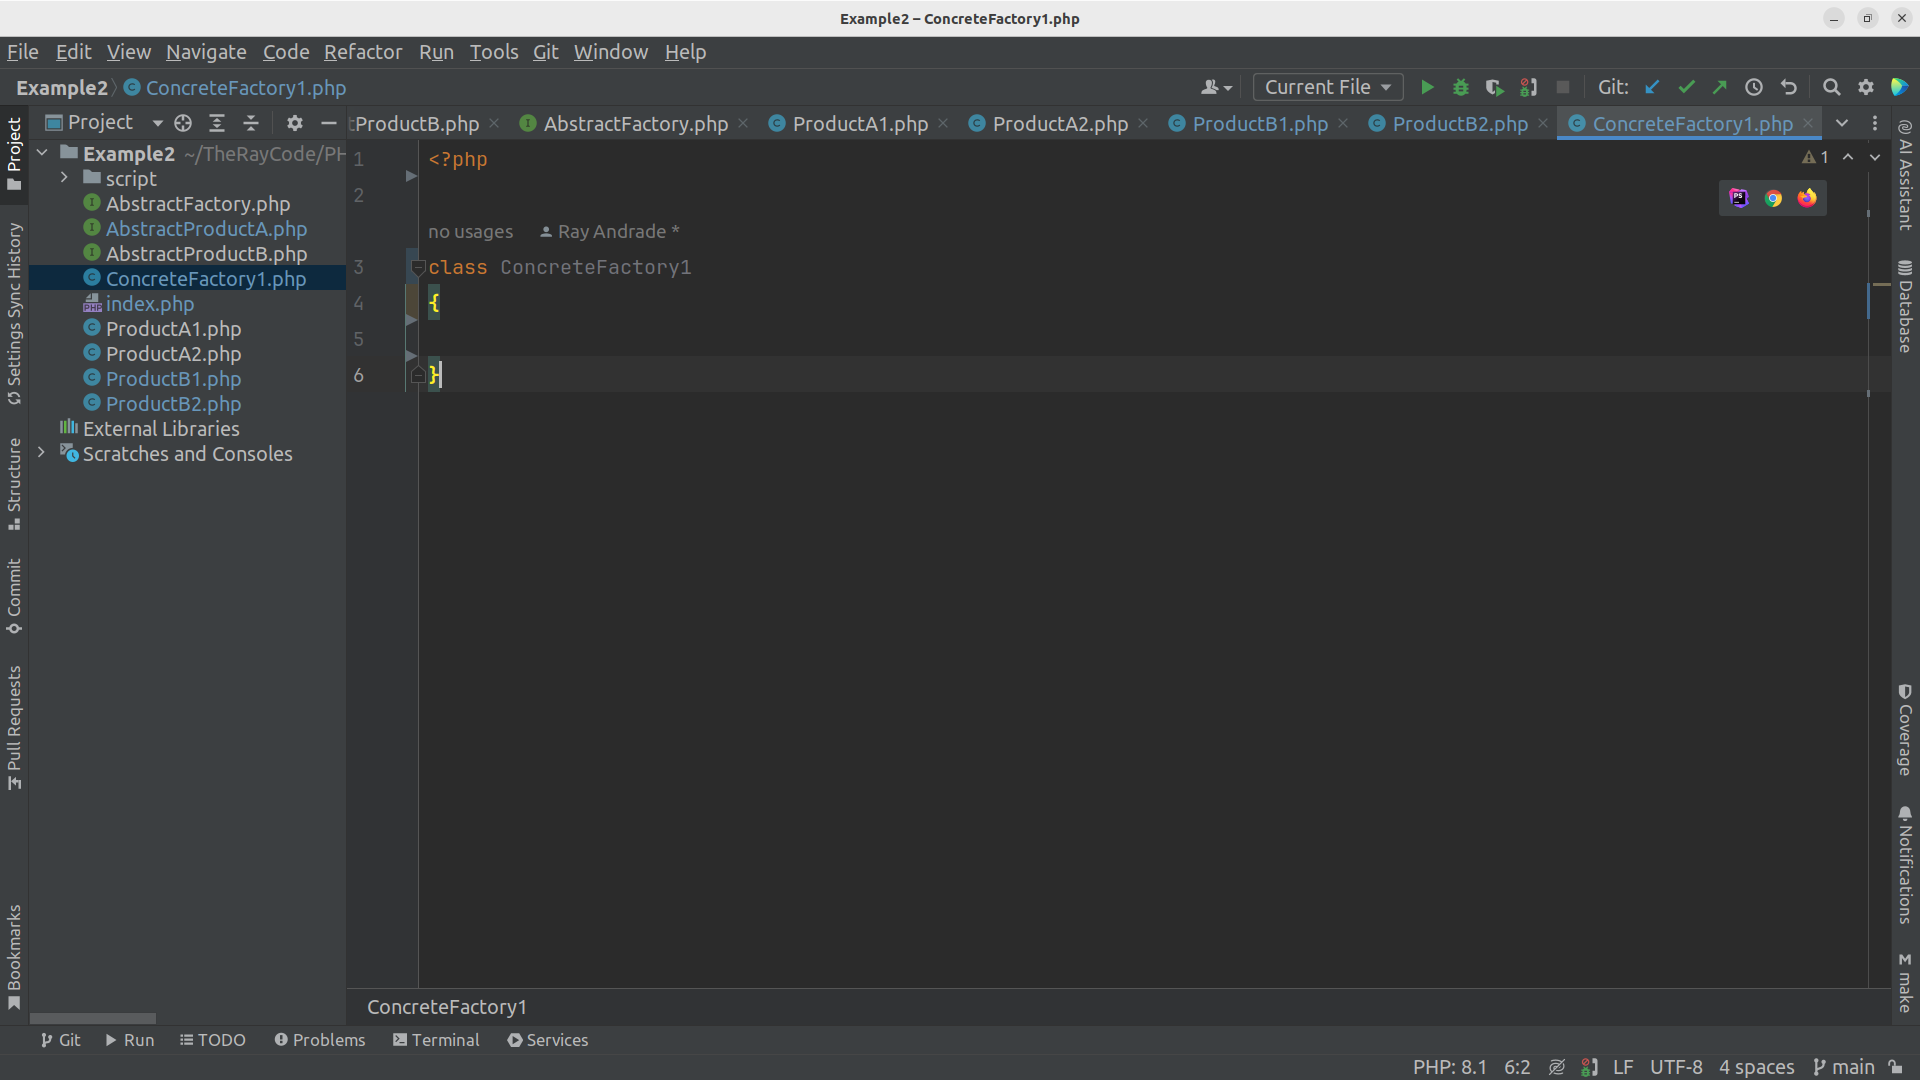 Example2 – ConcreteFactory1.php
File Edit View Navigate Code Refactor Run Tools Git Window Help
Example2 ConcreteFactory1.php Current File Git:
Project
tProductB.php AbstractFactory.php ProductA1.php ProductA2.php ProductB1.php ProductB2.php ConcreteFactory1.php
Example2 ~/TheRayCode/PH
script
AbstractFactory.php
AbstractProductA.php
AbstractProductB.php
ConcreteFactory1.php
index.php
ProductA1.php
ProductA2.php
ProductB1.php
ProductB2.php
External Libraries
Scratches and Consoles
1 <?php
2
no usages Ray Andrade *
3 class ConcreteFactory1
4 {
5
6 }
1
Project
Settings Sync History
Structure
Commit
Pull Requests
Bookmarks
AI Assistant
Database
Coverage
Notifications
M make
ConcreteFactory1
Git Run TODO Problems Terminal Services
PHP: 8.1 6:2 LF UTF-8 4 spaces main